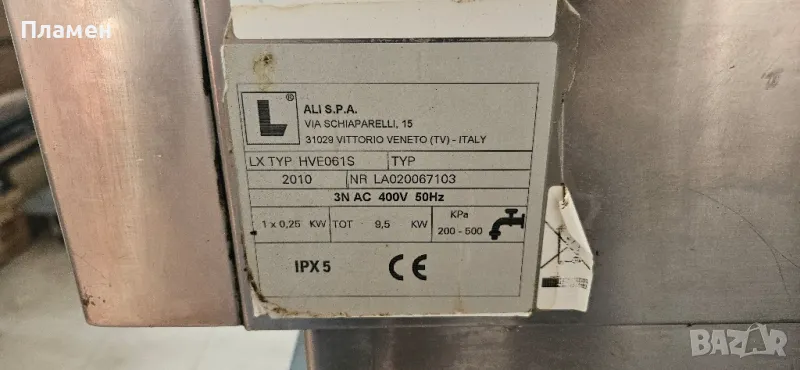 Пламен
L ®
ALI S.P.A.
VIA SCHIAPARELLI, 15
31029 VITTORIO VENETO (TV) - ITALY
LX TYP HVE061S TYP
2010 NR LA020067103
3N AC 400V 50Hz
1 x 0,25 KW TOT 9,5 KW KPa
200 - 500
IPX 5 CE
BAZAR